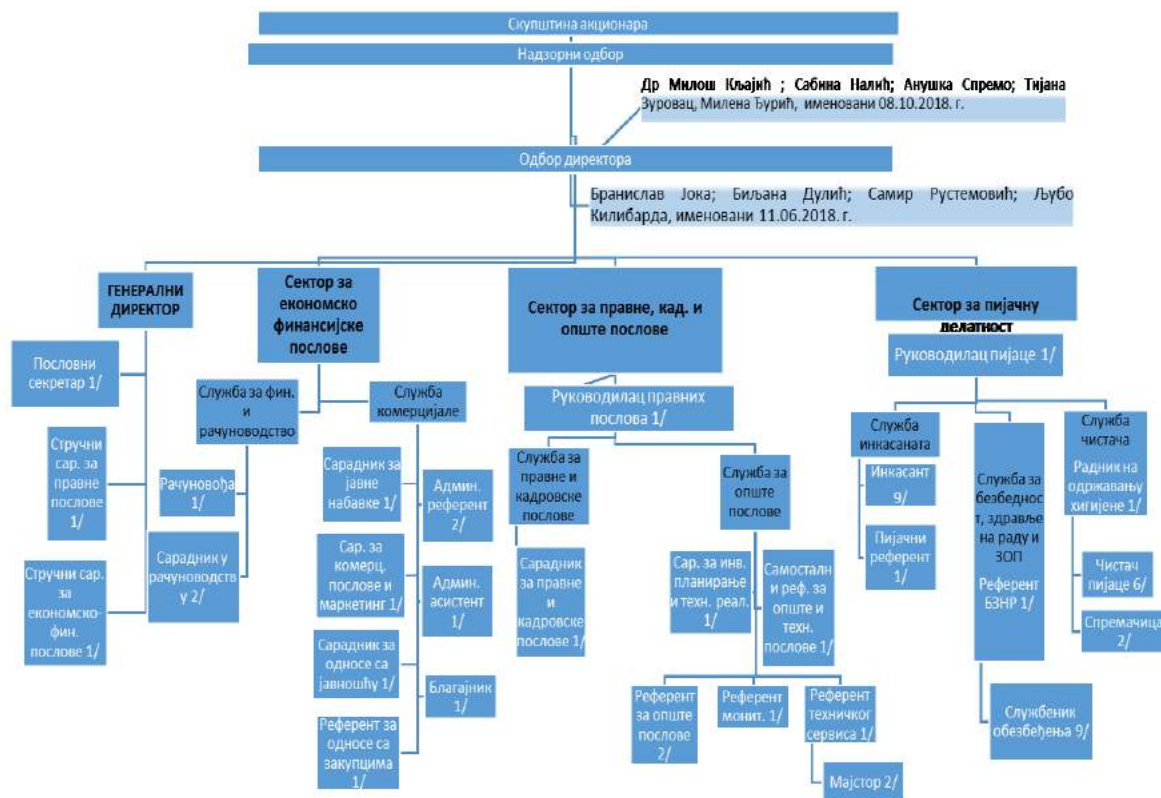 Скупштина акционара
Надзорни одбор
Др Милош Кљајић ; Сабина Налић; Анушка Спремо; Тијана
Зуровац, Милена Ђурић, именовани 08.10.2018. г.
Одбор директора
Бранислав Јока; Биљана Дулић; Самир Рустемовић; Љубо
Килибарда, именовани 11.06.2018. г.
ГЕНЕРАЛНИ
ДИРЕКТОР
Пословни
секретар 1/
Стручни
сар. за
правне
послове
1/
Стручни сар.
за
економско-
фин.
послове 1/
Сектор за
економско
финансијске
послове
Служба за фин.
и
рачуноводство
Рачуновођа
1/
Сарадник у
рачуноводств
у 2/
Служба
комерцијале
Сарадник за
јавне
набавке 1/
Сар. за
комерц.
послове и
маркетинг 1/
Сарадник за
односе са
јавношћу 1/
Референт за
односе са
закупцима
1/
Админ.
референт
2/
Админ.
асистент
1/
Благајник
1/
Сектор за правне, кад. и
опште послове
Руководилац правних
послова 1/
Служба за
правне и
кадровске
послове
Сарадник
за правне
и
кадровске
послове 1/
Служба за
опште
послове
Сар. за инв.
планирање
и техн. реал.
1/
Самосталн
и реф. за
опште и
техн.
послове 1/
Референт
за опште
послове
2/
Референт
монит. 1/
Референт
техничког
сервиса 1/
Мајстор 2/
Сектор за пијачну
делатност
Руководилац пијаце 1/
Служба
инкасаната
Инкасант
9/
Пијачни
референт
1/
Служба за
безбеднос
т, здравље
на раду и
ЗОП
Референт
БЗНР 1/
Службеник
обезбеђења 9/
Служба
чистача
Радник на
одржавању
хигијене 1/
Чистач
пијаце 6/
Спремачица
2/